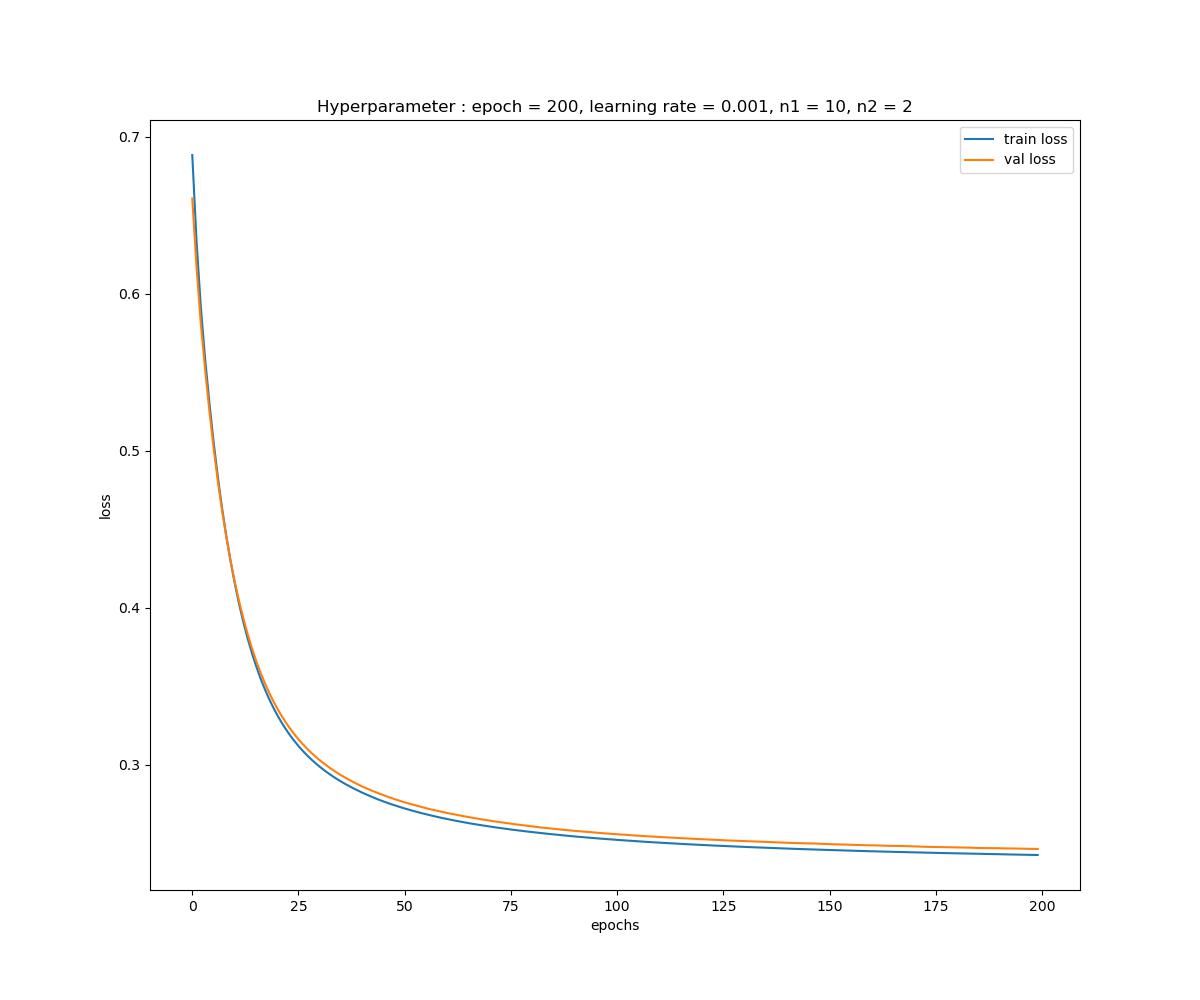 Hyperparameter : epoch = 200, learning rate = 0.001, n1 = 10, n2 = 2
train loss
val loss
0.7
0.6
0.5
0.4
0.3
loss
0 25 50 75 100 125 150 175 200
epochs